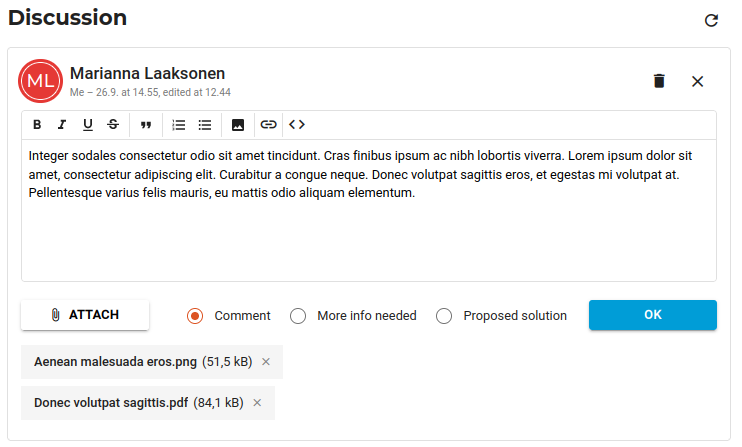 Discussion
ML
Marianna Laaksonen
Me – 26.9. at 14.55, edited at 12.44
B I U S
Integer sodales consectetur odio sit amet tincidunt. Cras finibus ipsum ac nibh lobortis viverra. Lorem ipsum dolor sit
amet, consectetur adipiscing elit. Curabitur a congue neque. Donec volutpat sagittis eros, et egestas mi volutpat at.
Pellentesque varius felis mauris, eu mattis odio aliquam elementum.
ATTACH Comment More info needed Proposed solution OK
Aenean malesuada eros.png (51,5 kB) ×
Donec volutpat sagittis.pdf (84,1 kB) ×